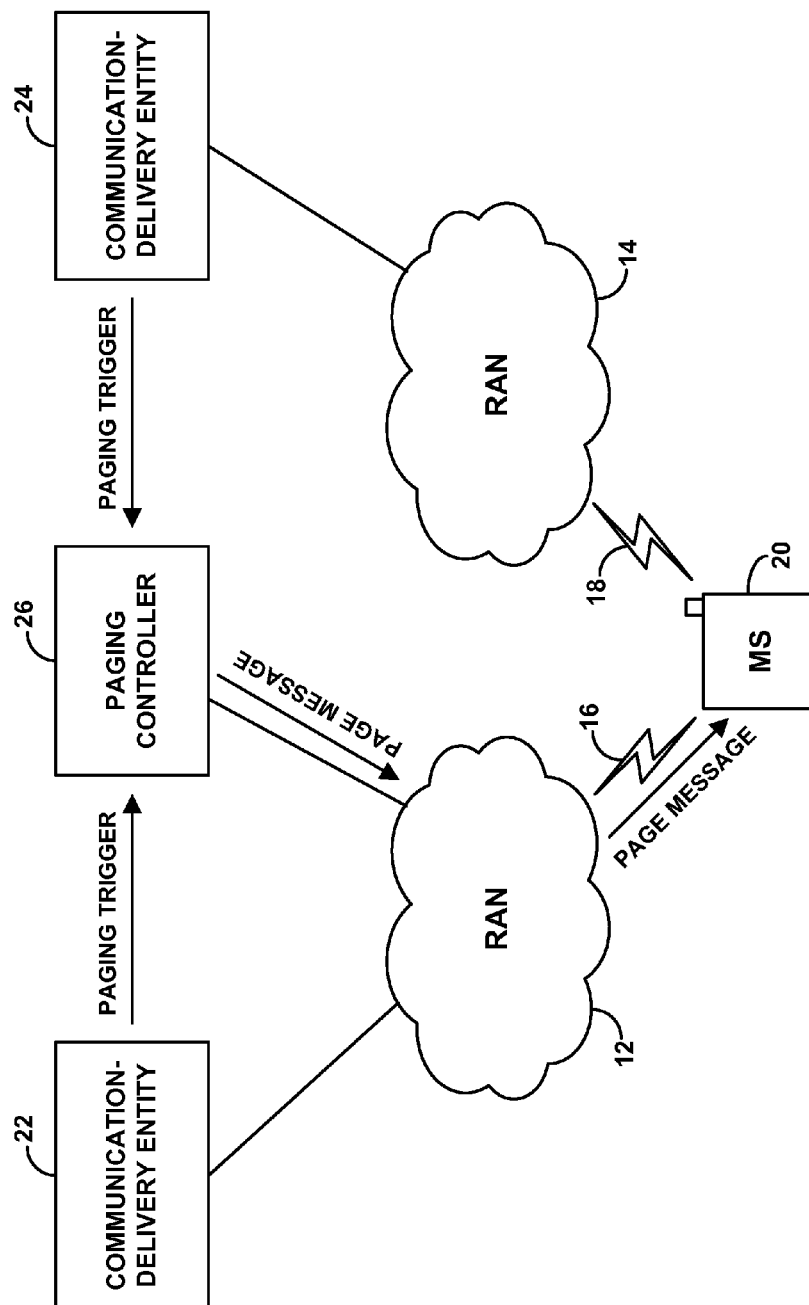 22
COMMUNICATION-
DELIVERY ENTITY
PAGING TRIGGER
26
PAGING
CONTROLLER
PAGING TRIGGER
24
COMMUNICATION-
DELIVERY ENTITY
PAGE MESSAGE
RAN
12
RAN
14
16
PAGE MESSAGE
18
20
MS